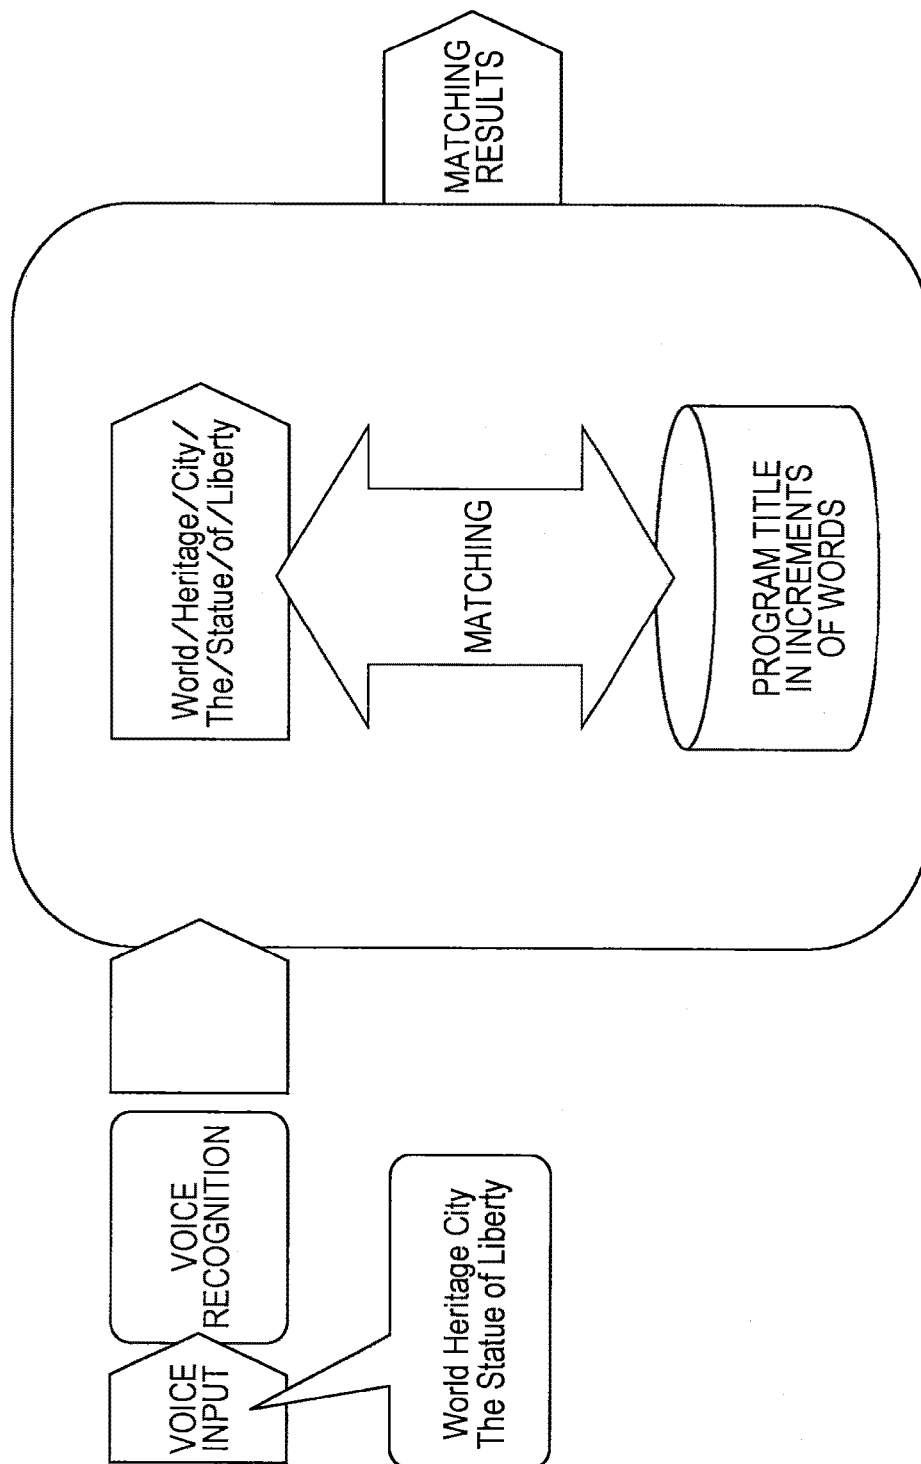 VOICE
INPUT
World Heritage City
The Statue of Liberty
VOICE
RECOGNITION
World/Heritage/City/
The/Statue/of/Liberty
MATCHING
PROGRAM TITLE
IN INCREMENTS
OF WORDS
MATCHING
RESULTS